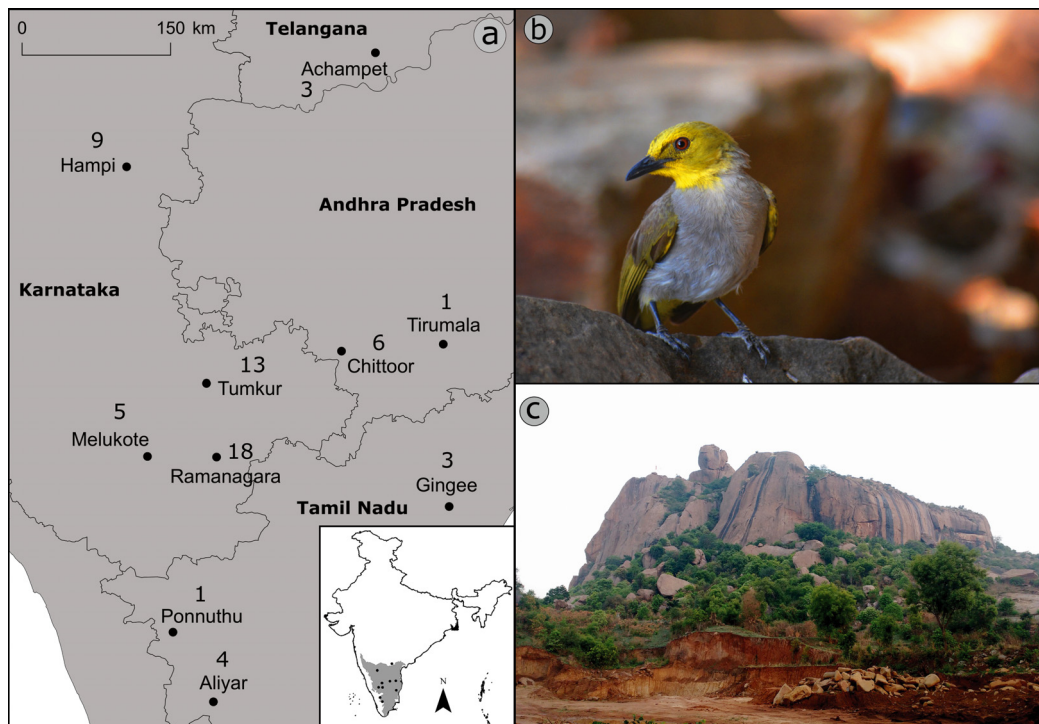 0 150 km
Telangana
a
Achampet
3
9
Hampi
Andhra Pradesh
Karnataka
1
Tirumala
6
Chittoor
13
Tumkur
5
Melukote
18
Ramanagara
3
Gingee
Tamil Nadu
1
Ponnuthu
4
Aliyar
N
b
c